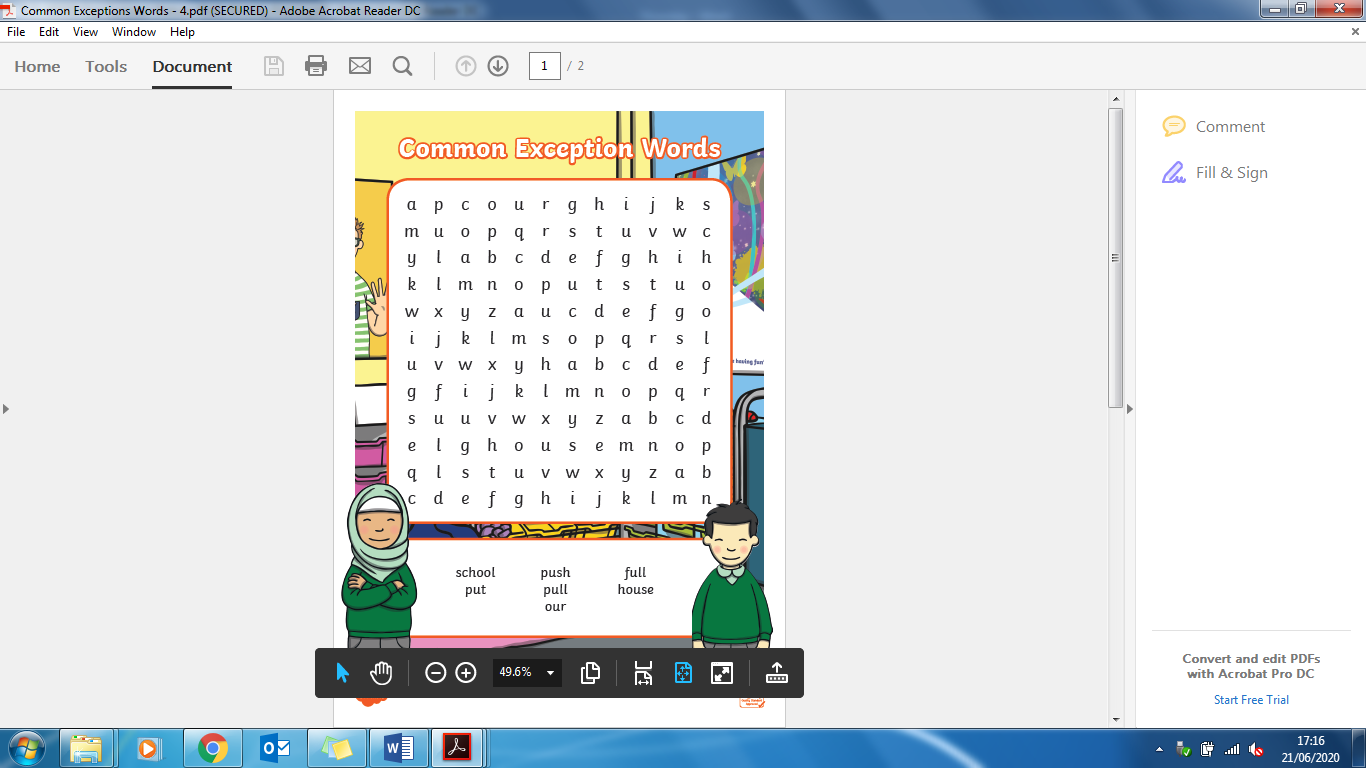 Common Exceptions Words - 4.pdf (SECURED) - Adobe Acrobat Reader DC
File Edit View Window Help
Home Tools Document 1 / 2
Comment
Fill & Sign
Common Exception Words
a p c o u r g h i j k s
m u o p q r s t u v w c
y l a b c d e f g h i h
k l m n o p u t s t u o
w x y z a u c d e f g o
i j k l m s o p q r s l
u v w x y h a b c d e f
g f i j k l m n o p q r
s u u v w x y z a b c d
e l g h o u s e m n o p
q l s t u v w x y z a b
c d e f g h i j k l m n
having fun
school push full
put pull house
our
49.6%
Convert and edit PDFs
with Acrobat Pro DC
Start Free Trial
17:16
21/06/2020